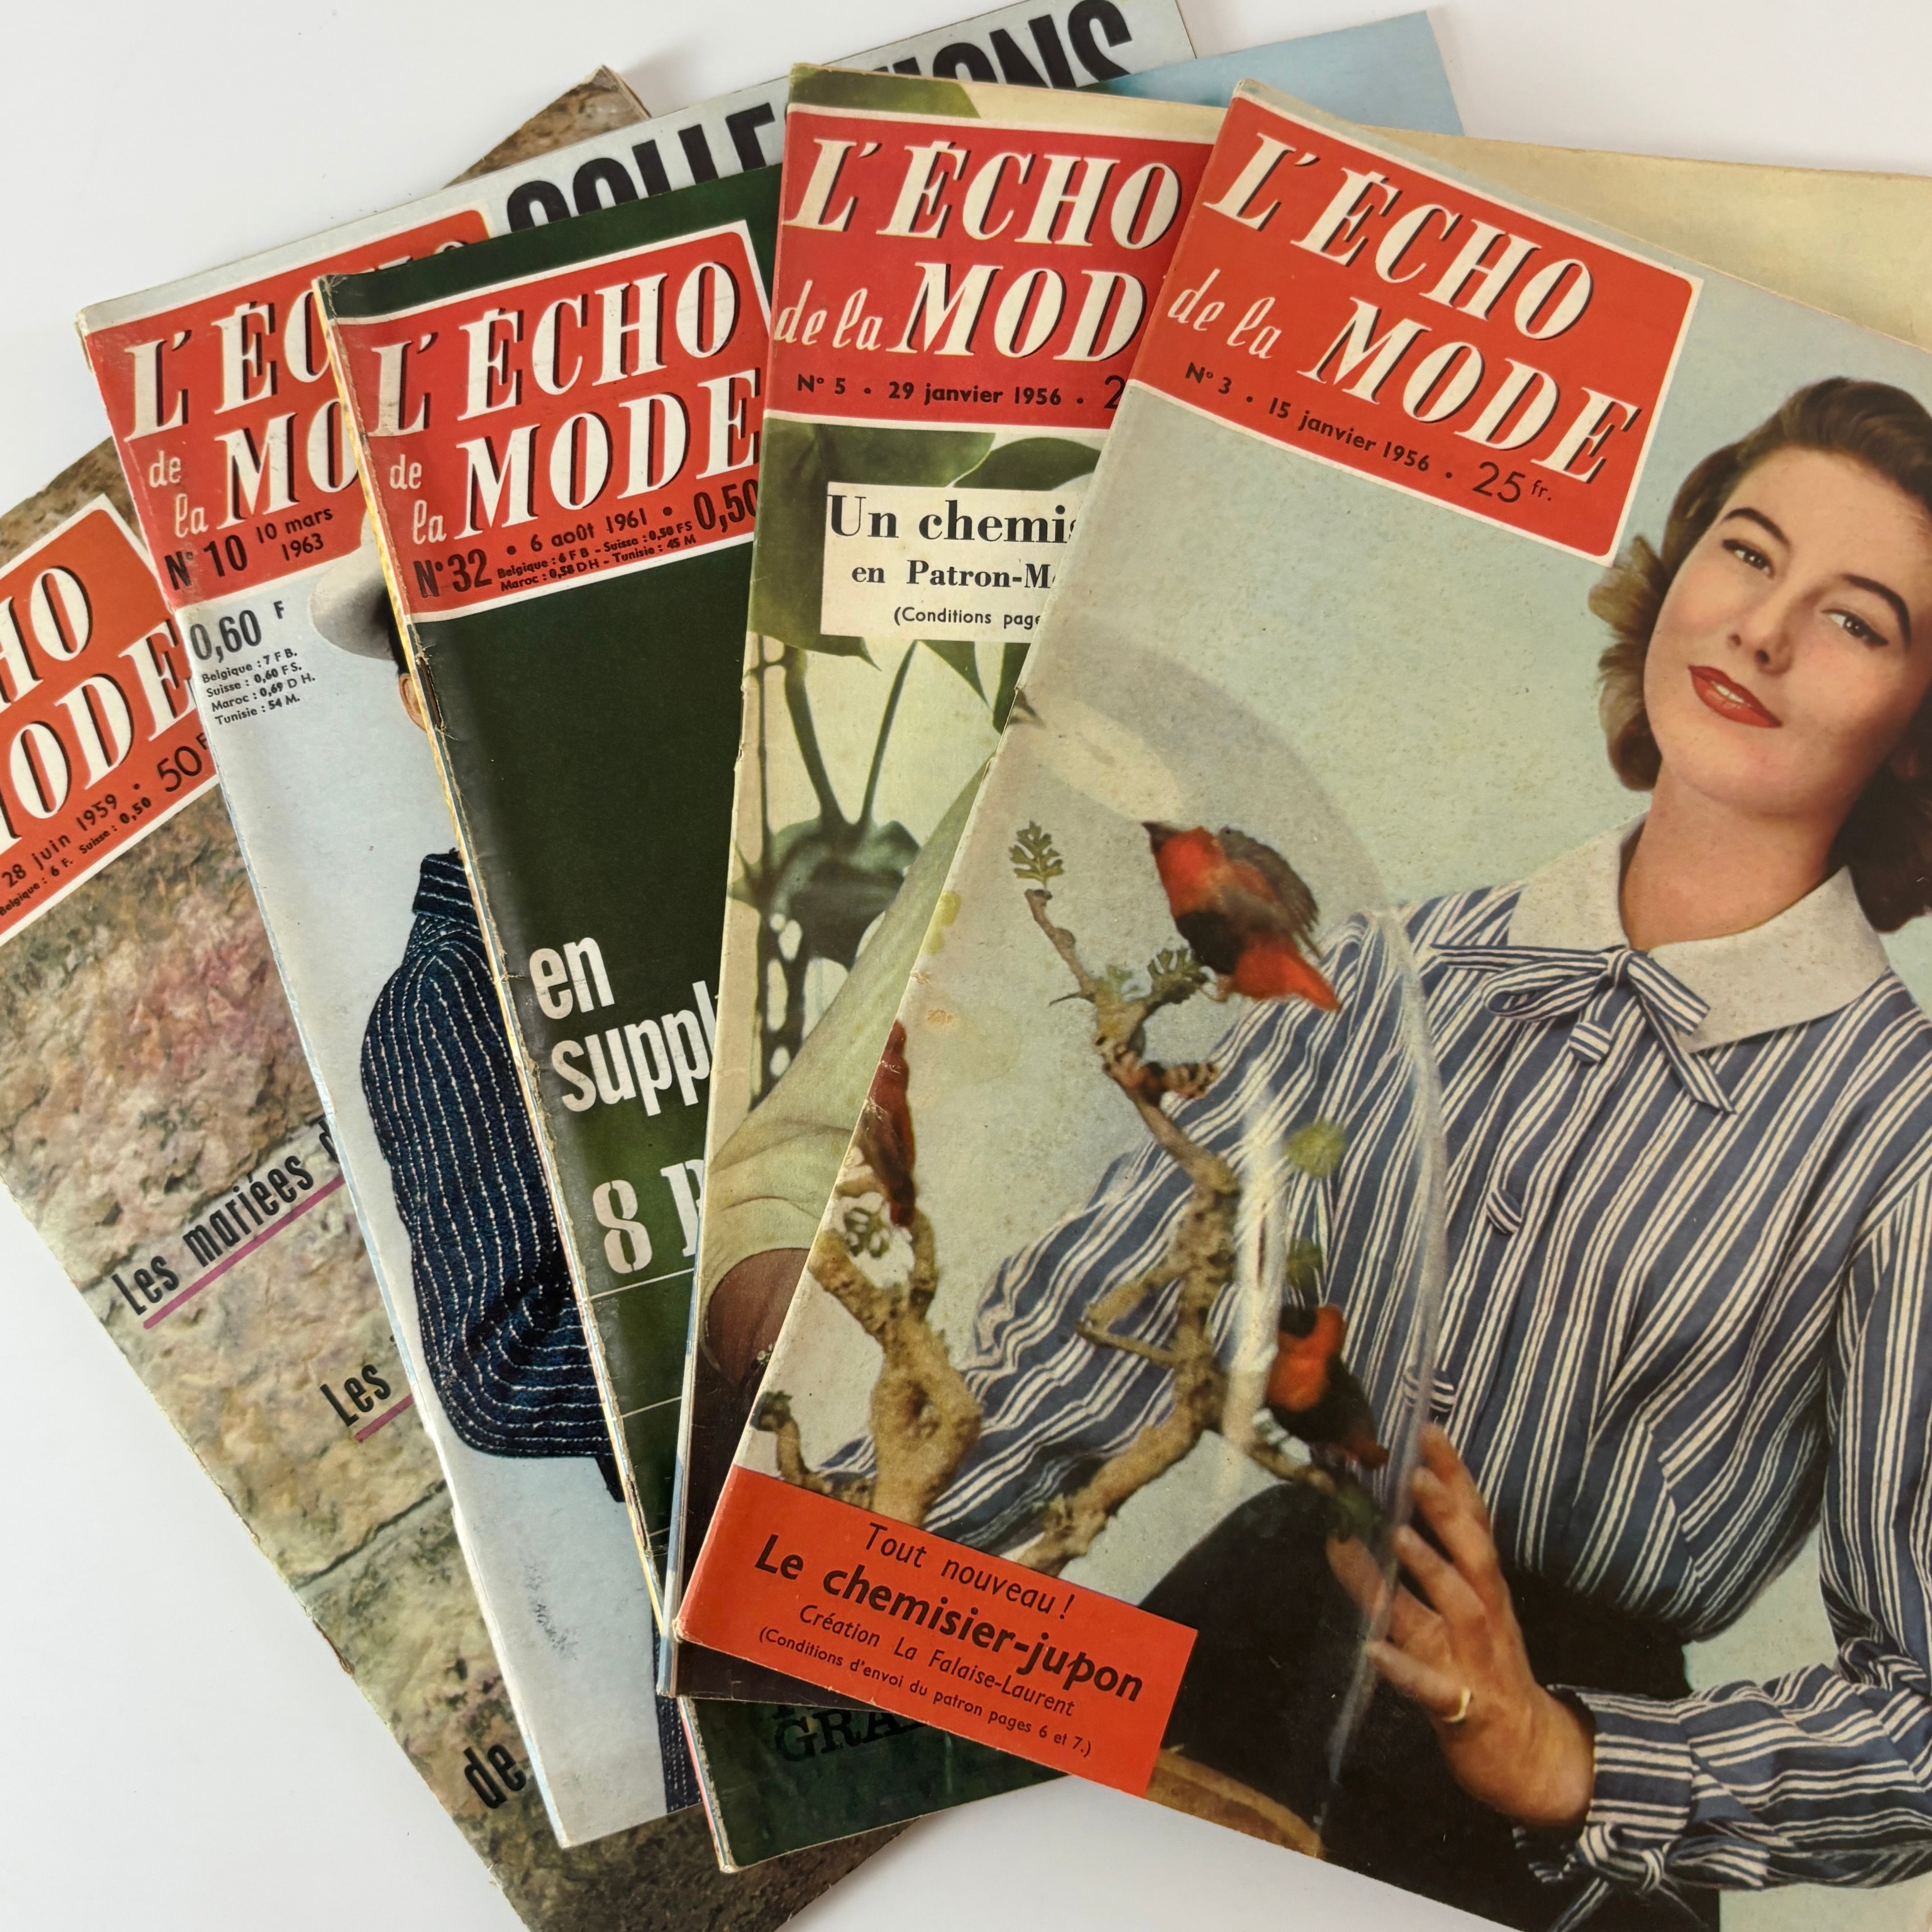 HO
ODE
28 juin 1959 • 50 F
Belgique : 6 F. Suisse : 0,50
Les mariées
Les
de
L'ÉC
de la MO
N° 10 10 mars
1963
0,60 F
Belgique : 7 F B.
Suisse : 0,60 F S.
Maroc : 0,69 D H.
Tunisie : 54 M.
L'ÉCHO
de la MODE
N° 32 • 6 août 1961 • 0,50
Belgique : 6 F B - Suisse : 0,50 FS
Maroc : 0,58 D H - Tunisie : 45 M
en
suppl
8
GRA
L'ÉCHO
de la MOD
N° 5 • 29 janvier 1956 • 2
Un chemis
en Patron-M
(Conditions page
L'ÉCHO
de la MODE
N° 3 • 15 janvier 1956 • 25 fr.
Tout nouveau !
Le chemisier-jupon
Création La Falaise-Laurent
(Conditions d'envoi du patron pages 6 et 7.)